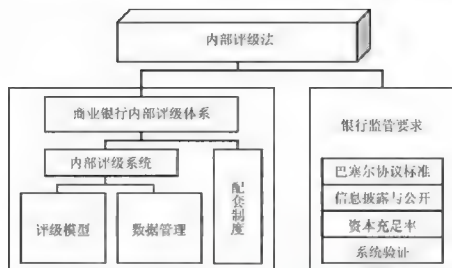 内部评级法
商业银行内部评级体系
内部评级系统
评级模型
数据管理
配套制度
银行监管要求
巴塞尔协议标准
信息披露与公开
资本充足率
系统验证